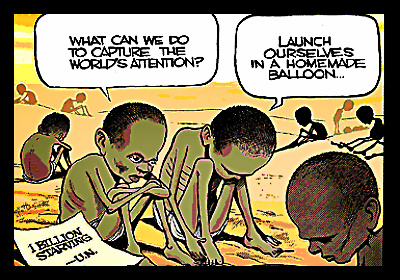 WHAT CAN WE DO
TO CAPTURE THE
WORLD'S ATTENTION?
LAUNCH
OURSELVES
IN A HOMEMADE
BALLOON...
1 BILLION
STARVING
—U.N.